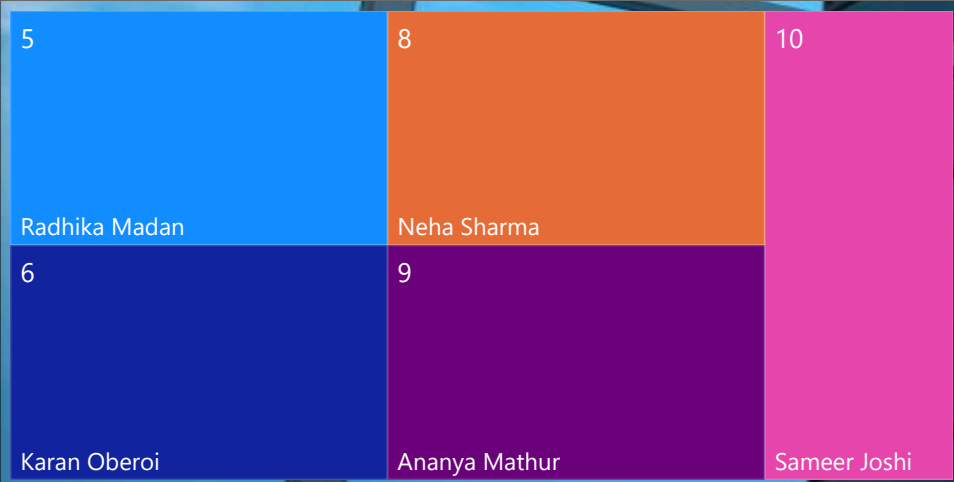 5
Radhika Madan
8
Neha Sharma
10
Sameer Joshi
6
Karan Oberoi
9
Ananya Mathur